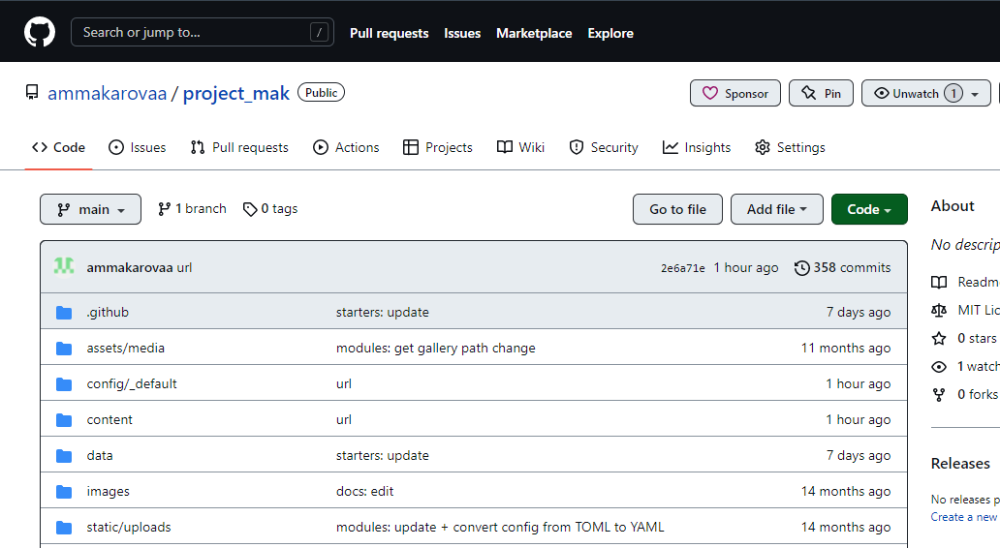 Search or jump to... /
Pull requests Issues Marketplace Explore
ammakarovaa / project_mak Public
Sponsor Pin Unwatch 1
Code Issues Pull requests Actions Projects Wiki Security Insights Settings
main 1 branch 0 tags Go to file Add file Code
ammakarovaa url 2e6a71e 1 hour ago 358 commits
.github starters: update 7 days ago
assets/media modules: get gallery path change 11 months ago
config/_default url 1 hour ago
content url 1 hour ago
data starters: update 7 days ago
images docs: edit 14 months ago
static/uploads modules: update + convert config from TOML to YAML 14 months ago
About
No descrip
Readm
MIT Lic
0 stars
1 watch
0 forks
Releases
No releases p
Create a new